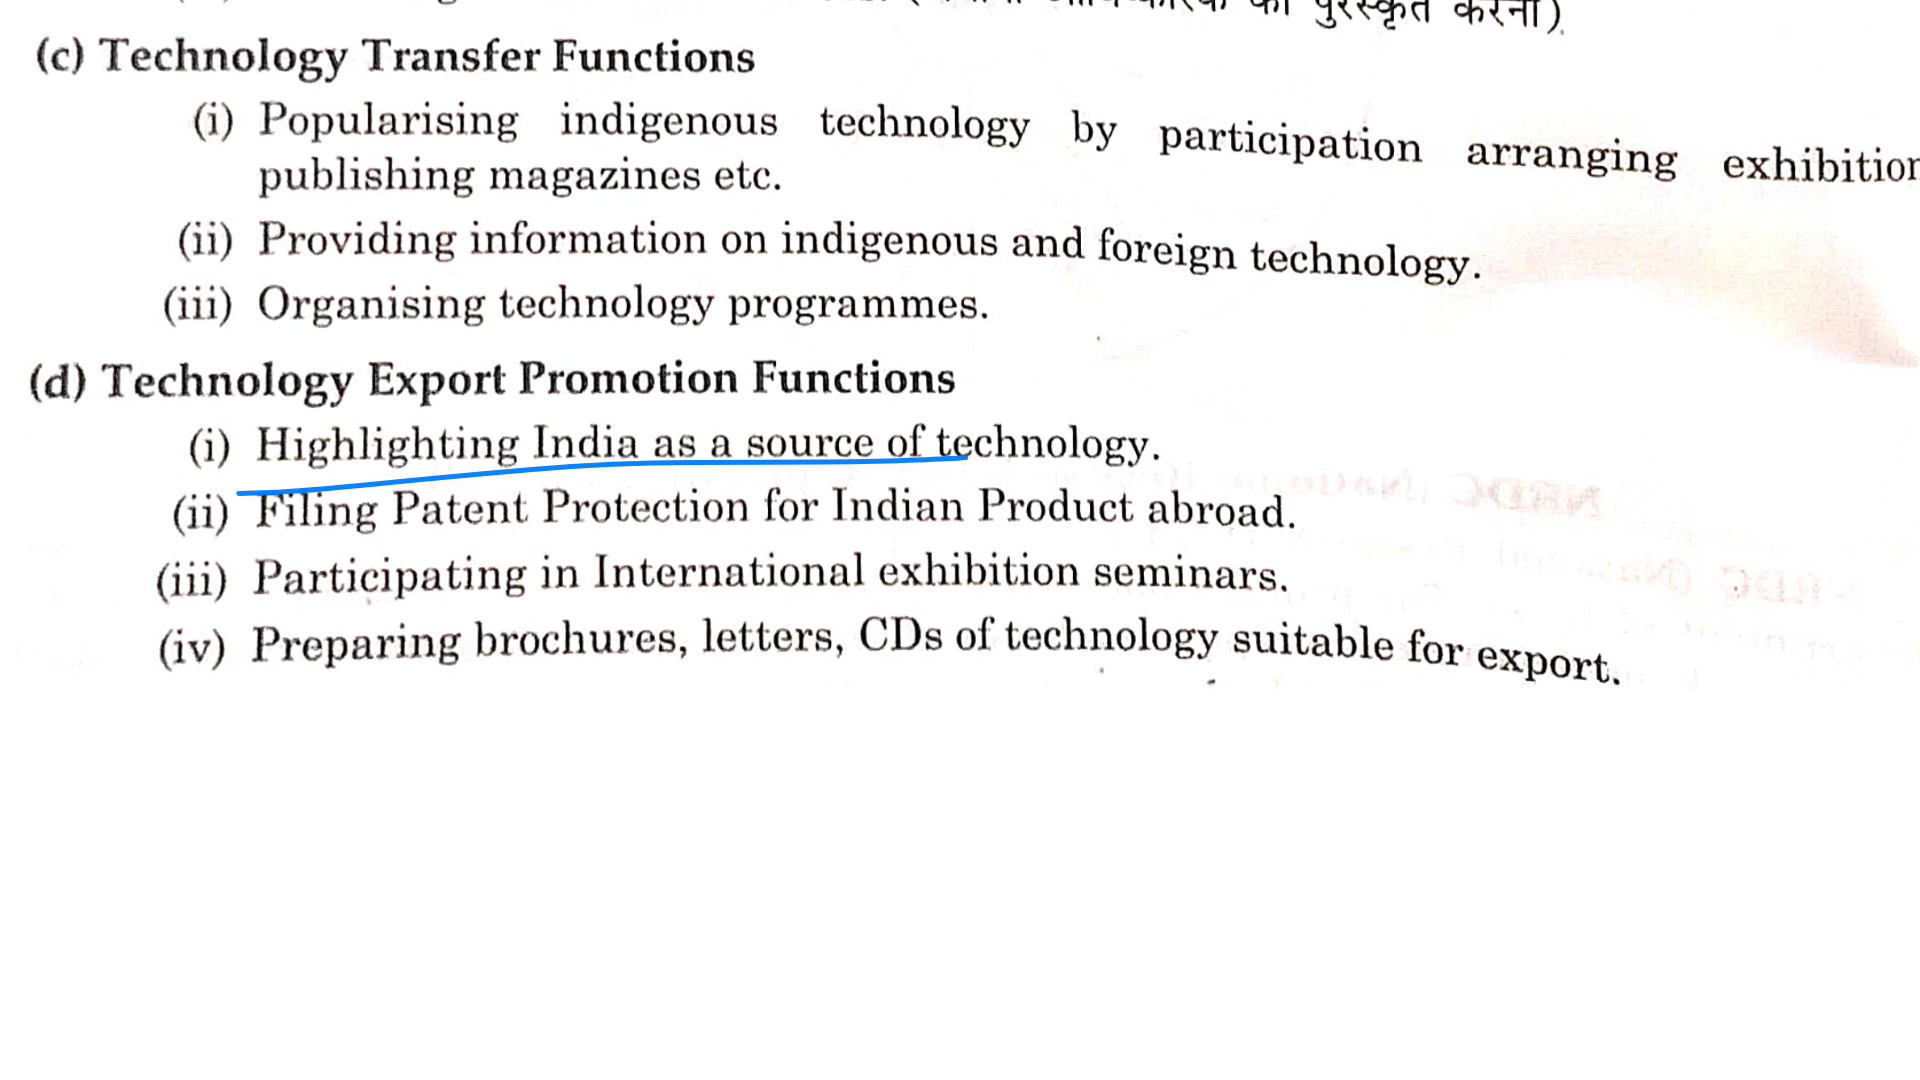 पुरस्कृत करना).
(c) Technology Transfer Functions
(i) Popularising indigenous technology by participation arranging exhibition
publishing magazines etc.
(ii) Providing information on indigenous and foreign technology.
(iii) Organising technology programmes.
(d) Technology Export Promotion Functions
(i) Highlighting India as a source of technology.
(ii) Filing Patent Protection for Indian Product abroad.
(iii) Participating in International exhibition seminars.
(iv) Preparing brochures, letters, CDs of technology suitable for export.